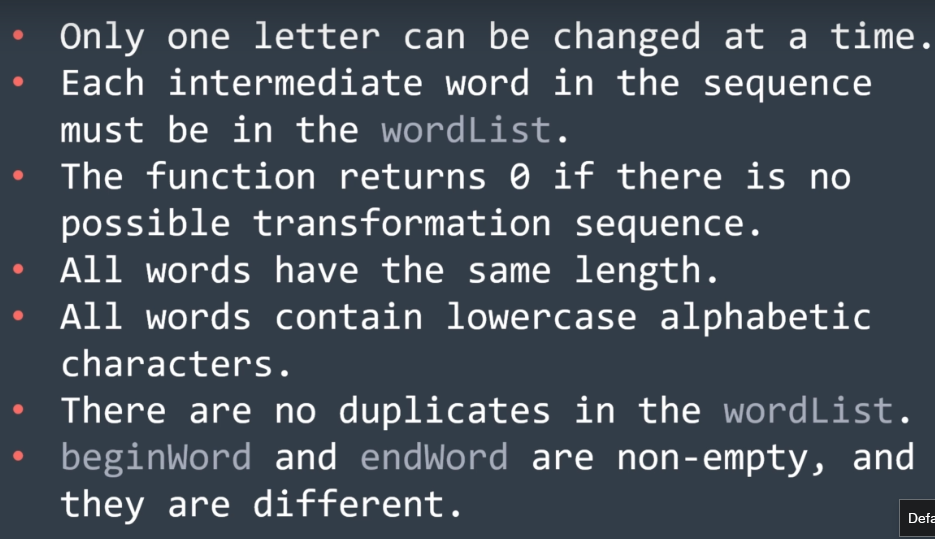 • Only one letter can be changed at a time.
• Each intermediate word in the sequence
must be in the wordList.
• The function returns 0 if there is no
possible transformation sequence.
• All words have the same length.
• All words contain lowercase alphabetic
characters.
• There are no duplicates in the wordList.
• beginWord and endWord are non-empty, and
they are different.
Defa